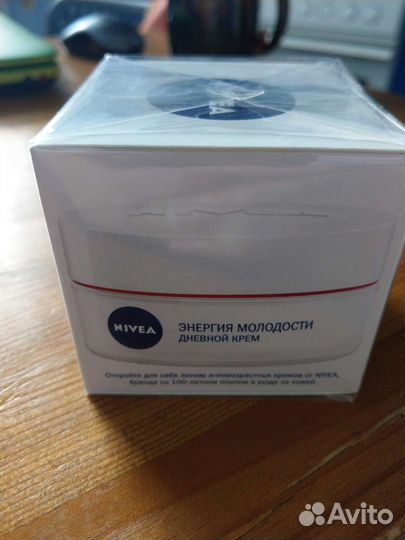 NIVEA
ЭНЕРГИЯ МОЛОДОСТИ
ДНЕВНОЙ КРЕМ
Откройте для себя линию антивозрастных кремов от NIVEA,
бренда со 100-летним опытом в уходе за кожей.
Avito